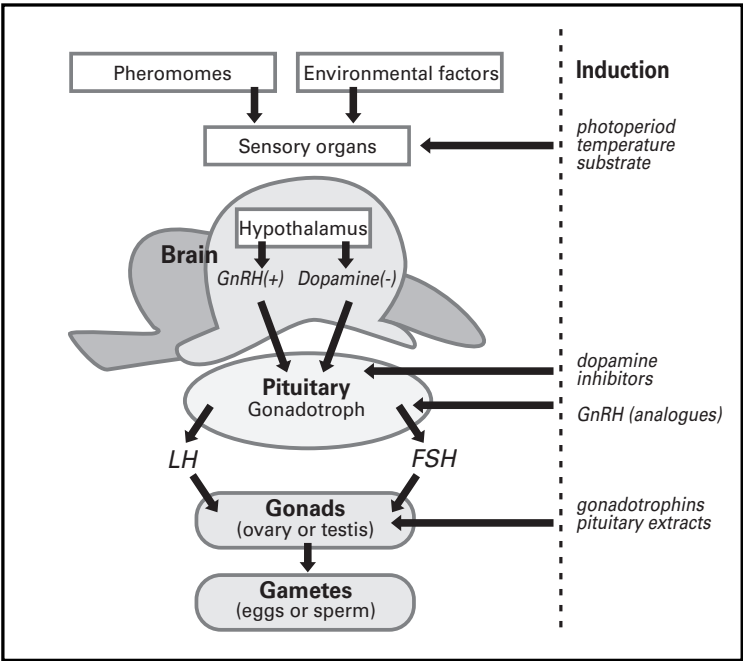 Pheromomes
Environmental factors
Induction
Sensory organs
photoperiod
temperature
substrate
Hypothalamus
Brain
GnRH(+)
Dopamine(-)
dopamine
inhibitors
Pituitary
Gonadotroph
GnRH (analogues)
LH
FSH
Gonads
(ovary or testis)
gonadotrophins
pituitary extracts
Gametes
(eggs or sperm)